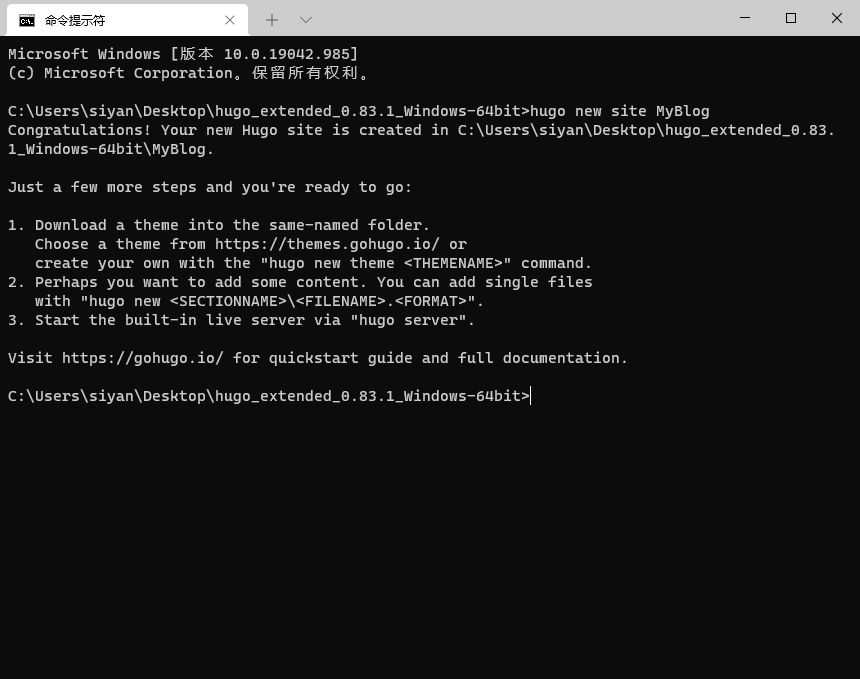 命令提示符
Microsoft Windows [版本 10.0.19042.985]
(c) Microsoft Corporation。保留所有权利。
C:\Users\siyan\Desktop\hugo_extended_0.83.1_Windows-64bit>hugo new site MyBlog
Congratulations! Your new Hugo site is created in C:\Users\siyan\Desktop\hugo_extended_0.83.
1_Windows-64bit\MyBlog.
Just a few more steps and you're ready to go:
1. Download a theme into the same-named folder.
Choose a theme from https://themes.gohugo.io/ or
create your own with the "hugo new theme <THEMENAME>" command.
2. Perhaps you want to add some content. You can add single files
with "hugo new <SECTIONNAME>\<FILENAME>.<FORMAT>".
3. Start the built-in live server via "hugo server".
Visit https://gohugo.io/ for quickstart guide and full documentation.
C:\Users\siyan\Desktop\hugo_extended_0.83.1_Windows-64bit>